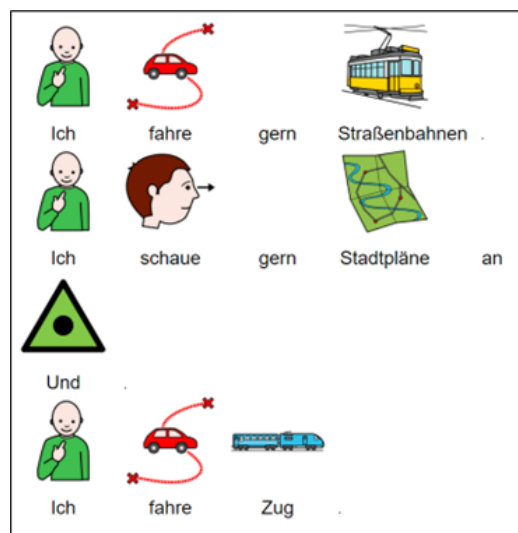 Ich fahre gern Straßenbahnen .
Ich schaue gern Stadtpläne an
Und .
Ich fahre Zug .